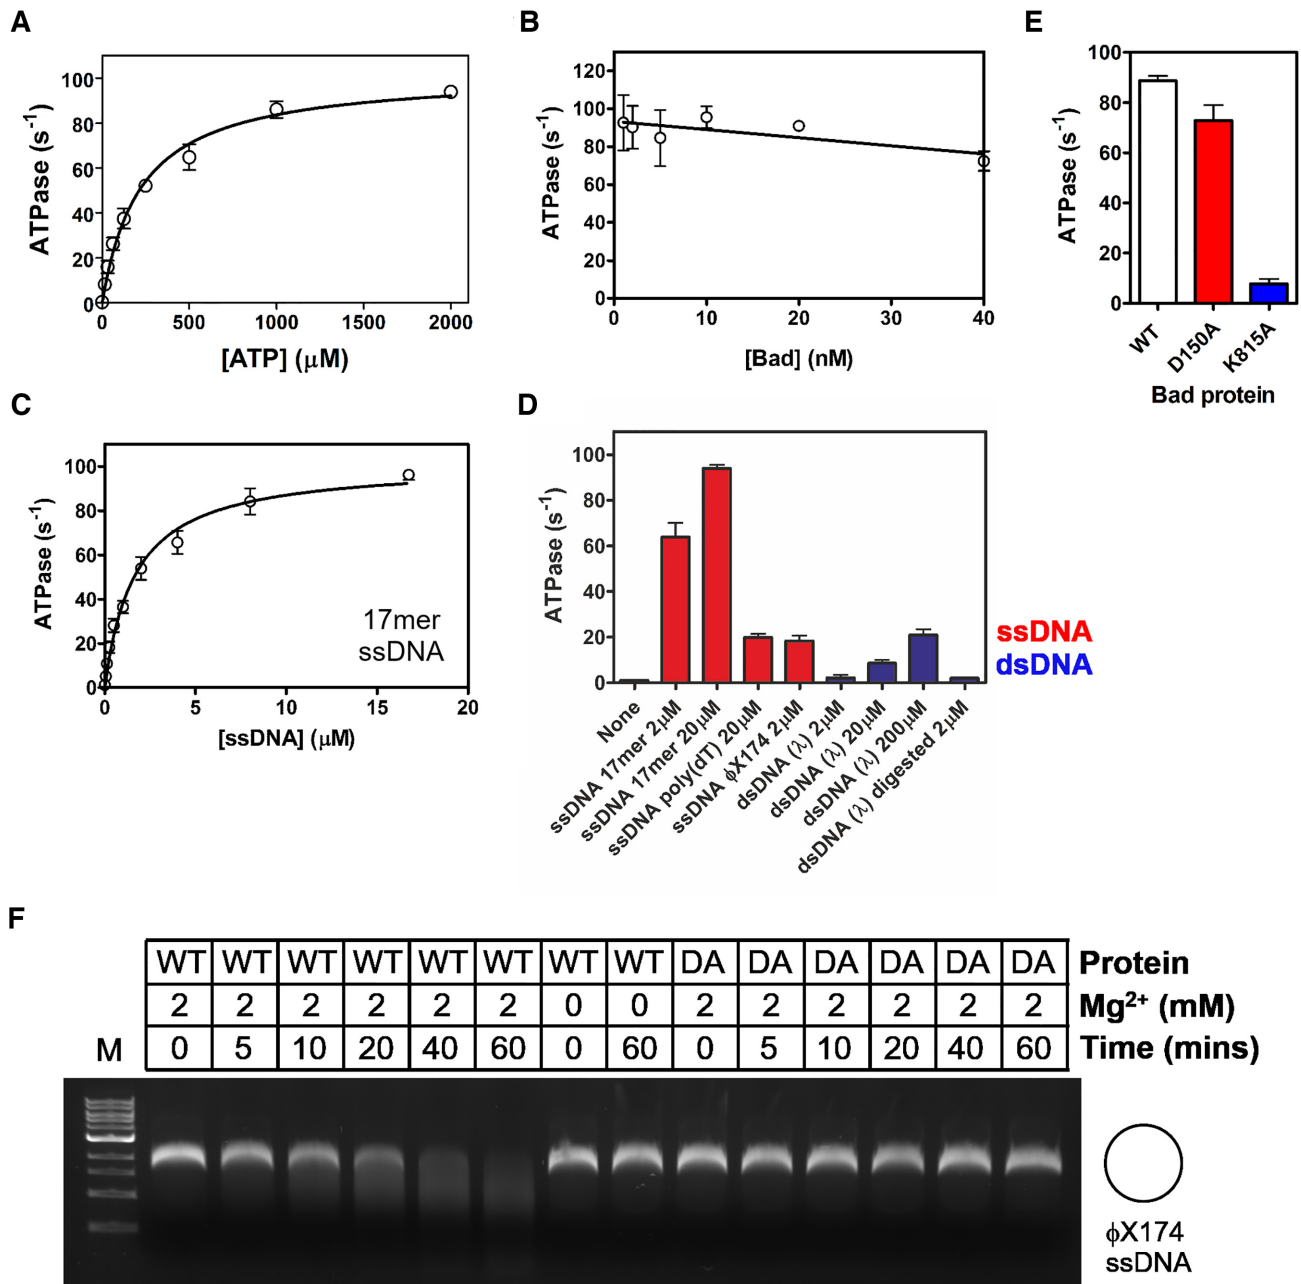 A
ATPase (s⁻¹)
100
80
60
40
20
0
0 500 1000 1500 2000
[ATP] (μM)
B
ATPase (s⁻¹)
120
100
80
60
40
20
0
0 10 20 30 40
[Bad] (nM)
E
ATPase (s⁻¹)
100
80
60
40
20
0
WT
D150A
K815A
Bad protein
C
ATPase (s⁻¹)
100
80
60
40
20
0
0 5 10 15 20
17mer
ssDNA
[ssDNA] (μM)
D
ATPase (s⁻¹)
100
80
60
40
20
0
None
ssDNA 17mer 2μM
ssDNA 17mer 20μM
ssDNA poly(dT) 20μM
ssDNA ϕX174 2μM
dsDNA (λ) 2μM
dsDNA (λ) 20μM
dsDNA (λ) 200μM
dsDNA (λ) digested 2μM
ssDNA
dsDNA
F
WT WT WT WT WT WT WT WT DA DA DA DA DA DA Protein
2 2 2 2 2 2 0 0 2 2 2 2 2 2 Mg²⁺ (mM)
M 0 5 10 20 40 60 0 60 0 5 10 20 40 60 Time (mins)
ϕX174
ssDNA